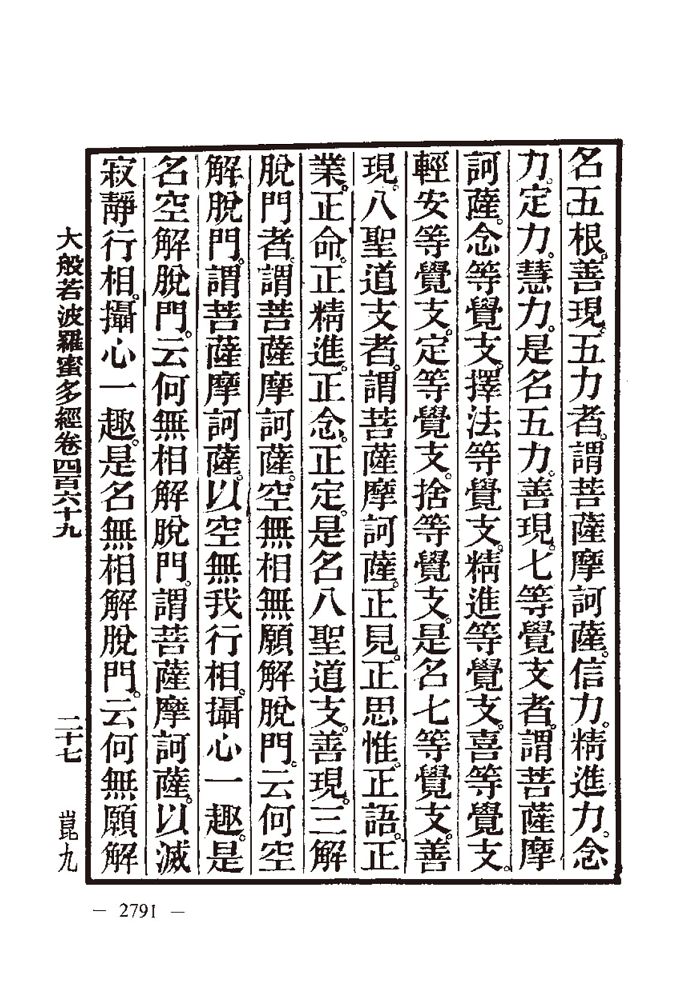 名五根。善現。五力者。謂菩薩摩訶薩。信力。精進力。念
力。定力。慧力。是名五力。善現。七等覺支者。謂菩薩摩
訶薩。念等覺支。擇法等覺支。精進等覺支。喜等覺支。
輕安等覺支。定等覺支。捨等覺支。是名七等覺支。善
現。八聖道支者。謂菩薩摩訶薩。正見。正思惟。正語。正
業。正命。正精進。正念。正定。是名八聖道支。善現。三解
脫門者。謂菩薩摩訶薩。空無相無願解脫門。云何空
解脫門。謂菩薩摩訶薩。以空無我行相。攝心一趣。是
名空解脫門。云何無相解脫門。謂菩薩摩訶薩。以滅
寂靜行相。攝心一趣。是名無相解脫門。云何無願解
大般若波羅蜜多經卷四百六十九 二十七 崑九
— 2791 —